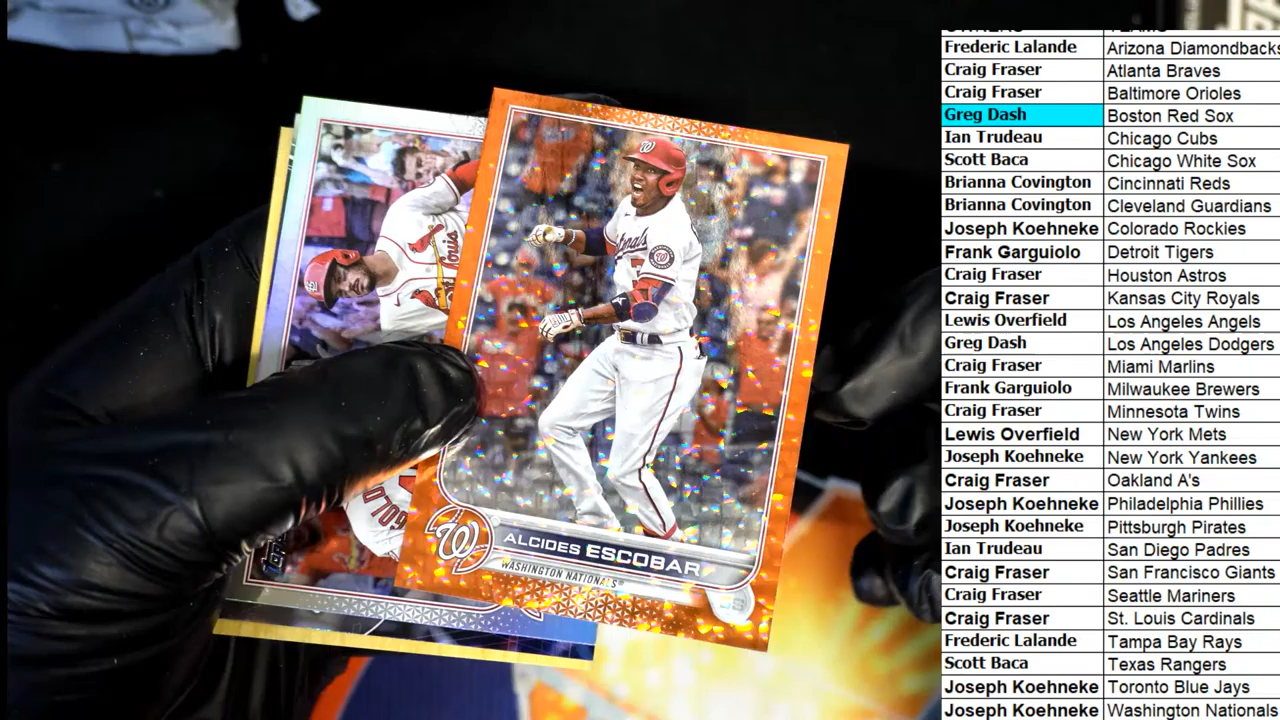 Frederic Lalande Arizona Diamondbacks
Craig Fraser Atlanta Braves
Craig Fraser Baltimore Orioles
Greg Dash Boston Red Sox
Ian Trudeau Chicago Cubs
Scott Baca Chicago White Sox
Brianna Covington Cincinnati Reds
Brianna Covington Cleveland Guardians
Joseph Koehneke Colorado Rockies
Frank Garguiolo Detroit Tigers
Craig Fraser Houston Astros
Craig Fraser Kansas City Royals
Lewis Overfield Los Angeles Angels
Greg Dash Los Angeles Dodgers
Craig Fraser Miami Marlins
Frank Garguiolo Milwaukee Brewers
Craig Fraser Minnesota Twins
Lewis Overfield New York Mets
Joseph Koehneke New York Yankees
Craig Fraser Oakland A's
Joseph Koehneke Philadelphia Phillies
Joseph Koehneke Pittsburgh Pirates
Ian Trudeau San Diego Padres
Craig Fraser San Francisco Giants
Craig Fraser Seattle Mariners
Craig Fraser St. Louis Cardinals
Frederic Lalande Tampa Bay Rays
Scott Baca Texas Rangers
Joseph Koehneke Toronto Blue Jays
Joseph Koehneke Washington Nationals
W
ALCIDES ESCOBAR
WASHINGTON NATIONALS®